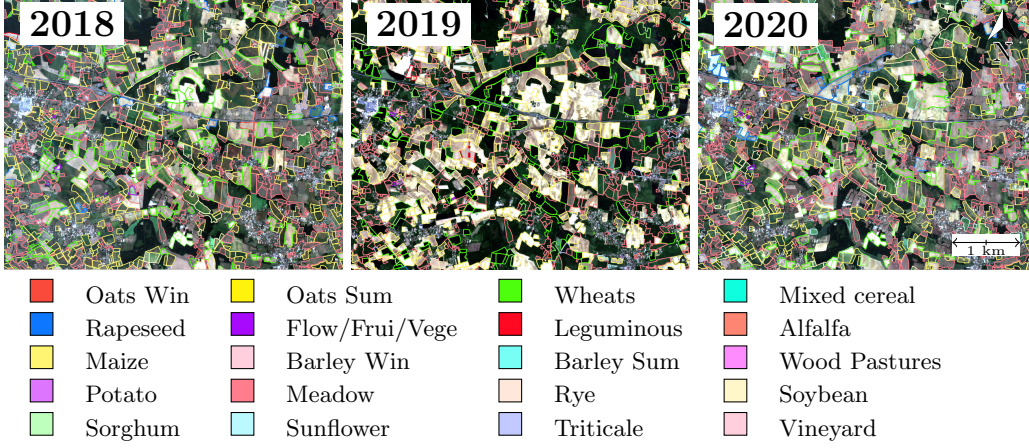 2018 2019 2020
N
1 km
Oats Win Oats Sum Wheats Mixed cereal
Rapeseed Flow/Frui/Vege Leguminous Alfalfa
Maize Barley Win Barley Sum Wood Pastures
Potato Meadow Rye Soybean
Sorghum Sunflower Triticale Vineyard